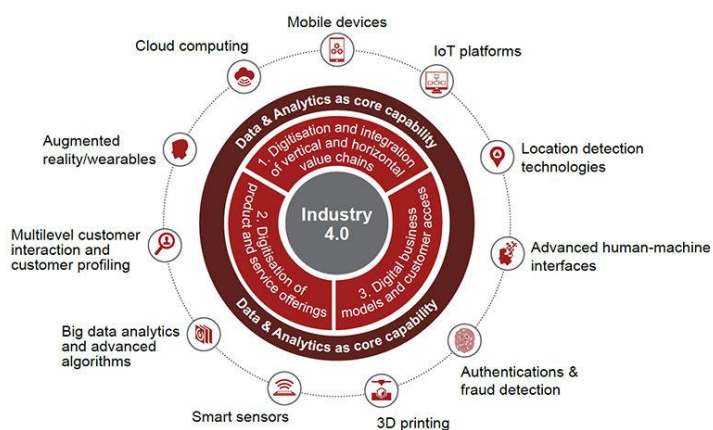 Mobile devices
Cloud computing
IoT platforms
Augmented
reality/wearables
Location detection
technologies
Multilevel customer
interaction and
customer profiling
Advanced human-machine
interfaces
Big data analytics
and advanced
algorithms
Authentications &
fraud detection
Smart sensors
3D printing
Data & Analytics as core capability
1. Digitisation and integration
of vertical and horizontal
value chains
2. Digitisation of
product and service offerings
3. Digital business
models and customer access
Industry
4.0
Data & Analytics as core capability